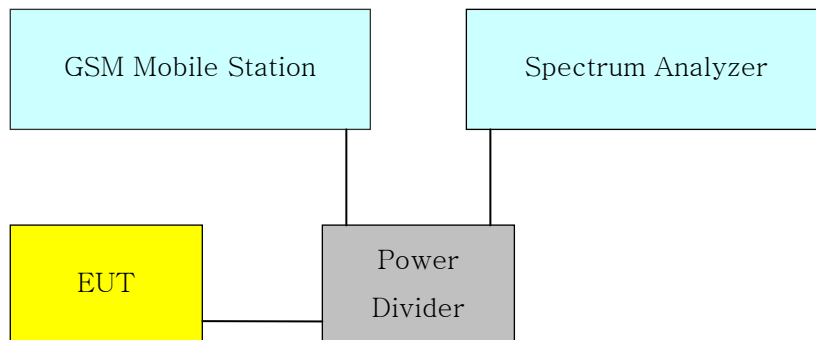 GSM Mobile Station
Spectrum Analyzer
EUT
Power
Divider